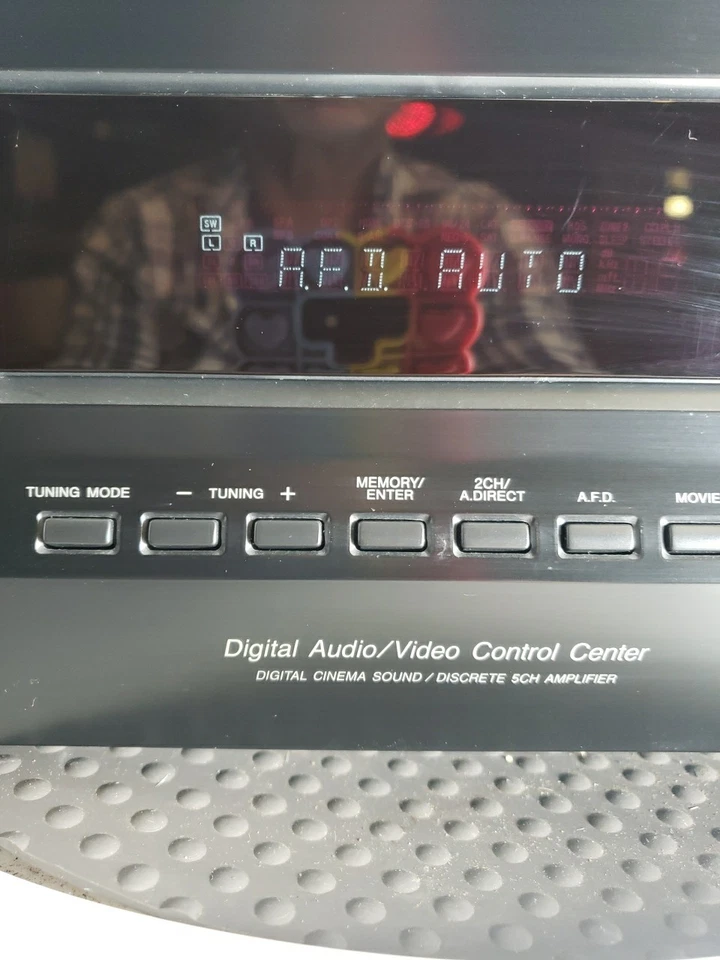 SW
L R
A.F.D. AUTO
TUNING MODE
− TUNING +
MEMORY/
ENTER
2CH/
A.DIRECT
A.F.D.
MOVIE
Digital Audio/Video Control Center
DIGITAL CINEMA SOUND / DISCRETE 5CH AMPLIFIER